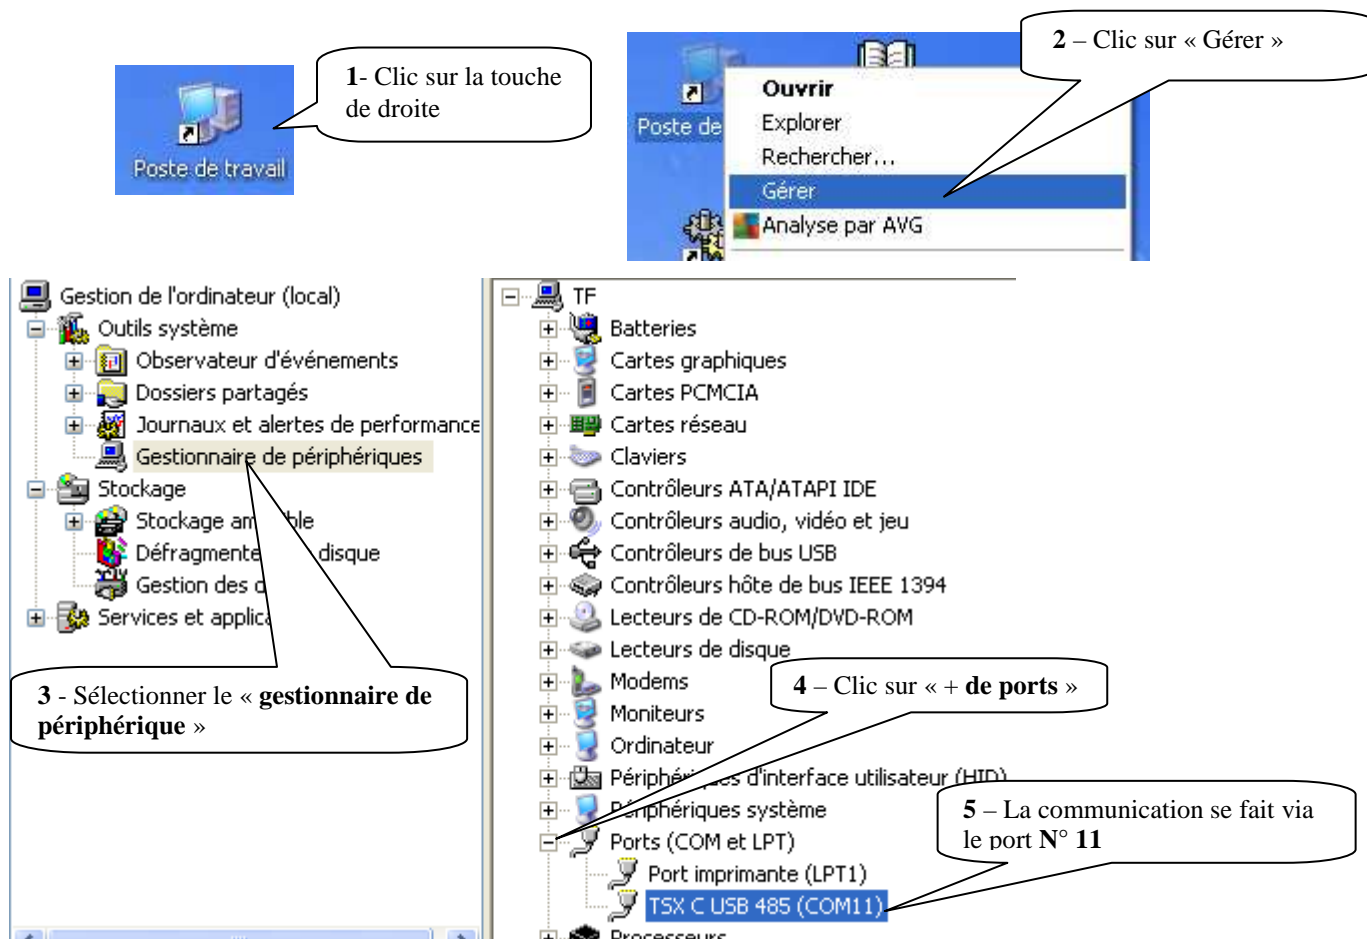 1- Clic sur la touche
de droite
Poste de travail
2 – Clic sur « Gérer »
Poste de
Ouvrir
Explorer
Rechercher...
Gérer
Analyse par AVG
Gestion de l'ordinateur (local)
Outils système
Observateur d'événements
Dossiers partagés
Journaux et alertes de performance
Gestionnaire de périphériques
Stockage
Stockage am ble
Défragmente disque
Gestion des d
Services et applica
3 - Sélectionner le « gestionnaire de
périphérique »
TF
Batteries
Cartes graphiques
Cartes PCMCIA
Cartes réseau
Claviers
Contrôleurs ATA/ATAPI IDE
Contrôleurs audio, vidéo et jeu
Contrôleurs de bus USB
Contrôleurs hôte de bus IEEE 1394
Lecteurs de CD-ROM/DVD-ROM
Lecteurs de disque
Modems
Moniteurs
Ordinateur
Périphériques d'interface utilisateur (HID)
Périphériques système
Ports (COM et LPT)
Port imprimante (LPT1)
TSX C USB 485 (COM11)
Processeurs
4 – Clic sur « + de ports »
5 – La communication se fait via
le port N° 11